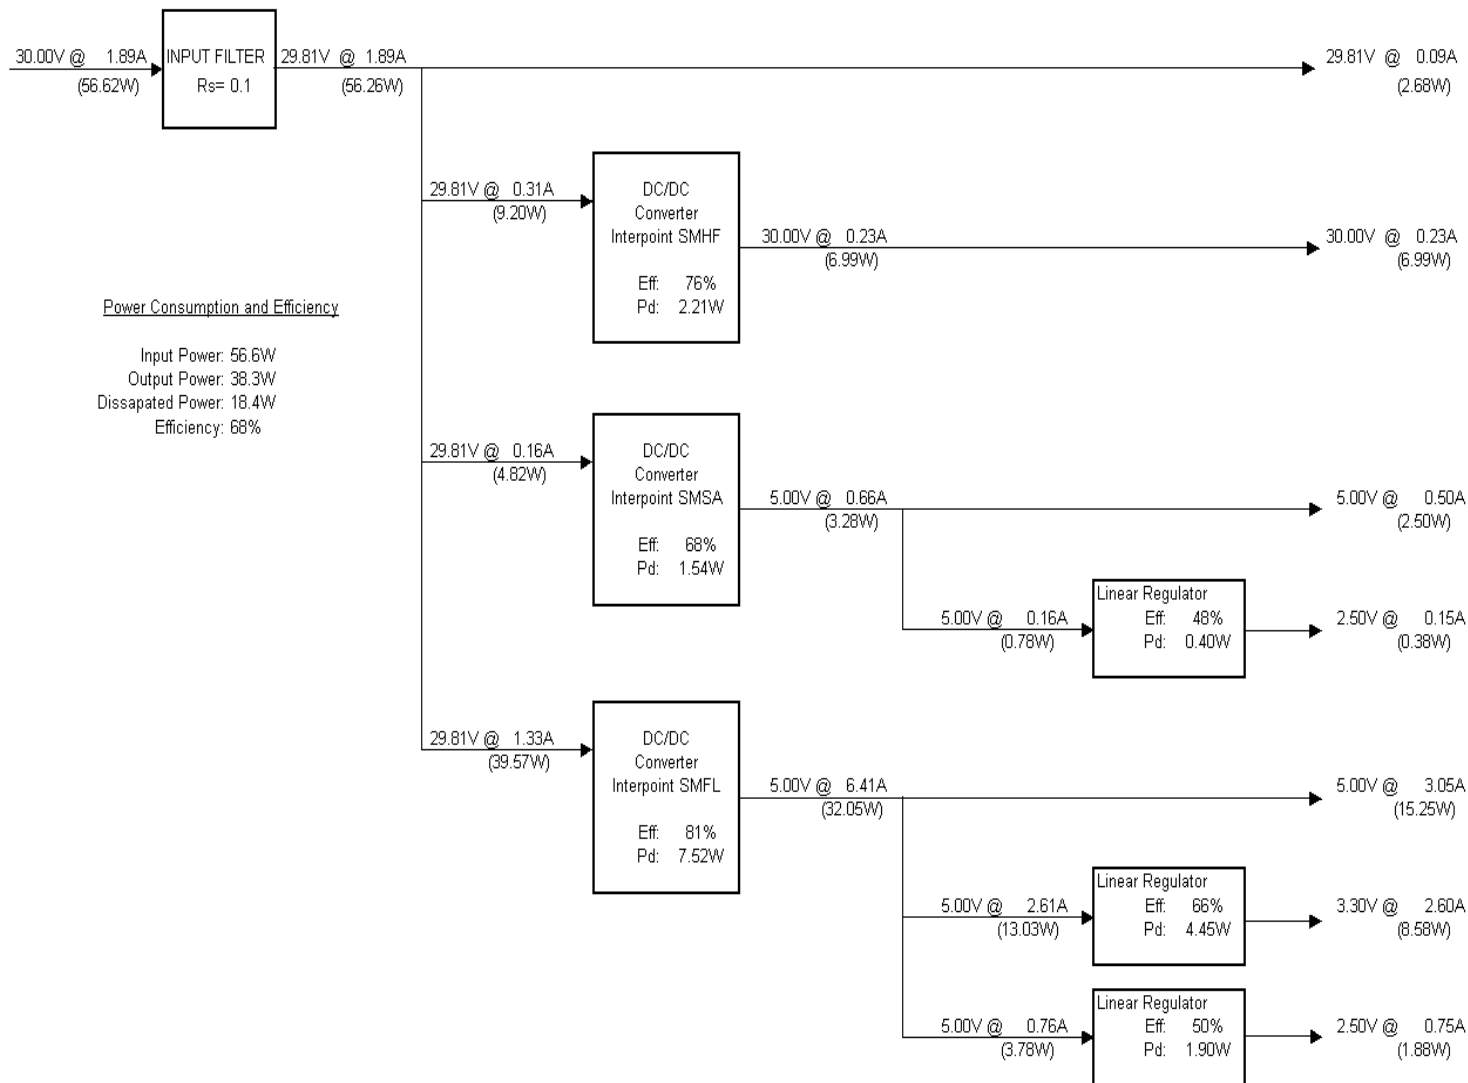 30.00V @ 1.89A
(56.62W)
INPUT FILTER
Rs= 0.1
29.81V @ 1.89A
(56.26W)
29.81V @ 0.09A
(2.68W)
29.81V @ 0.31A
(9.20W)
DC/DC
Converter
Interpoint SMHF
Eff: 76%
Pd: 2.21W
30.00V @ 0.23A
(6.99W)
30.00V @ 0.23A
(6.99W)
Power Consumption and Efficiency
Input Power: 56.6W
Output Power: 38.3W
Dissapated Power: 18.4W
Efficiency: 68%
29.81V @ 0.16A
(4.82W)
DC/DC
Converter
Interpoint SMSA
Eff: 68%
Pd: 1.54W
5.00V @ 0.66A
(3.28W)
5.00V @ 0.50A
(2.50W)
5.00V @ 0.16A
(0.78W)
Linear Regulator
Eff: 48%
Pd: 0.40W
2.50V @ 0.15A
(0.38W)
29.81V @ 1.33A
(39.57W)
DC/DC
Converter
Interpoint SMFL
Eff: 81%
Pd: 7.52W
5.00V @ 6.41A
(32.05W)
5.00V @ 3.05A
(15.25W)
5.00V @ 2.61A
(13.03W)
Linear Regulator
Eff: 66%
Pd: 4.45W
3.30V @ 2.60A
(8.58W)
5.00V @ 0.76A
(3.78W)
Linear Regulator
Eff: 50%
Pd: 1.90W
2.50V @ 0.75A
(1.88W)